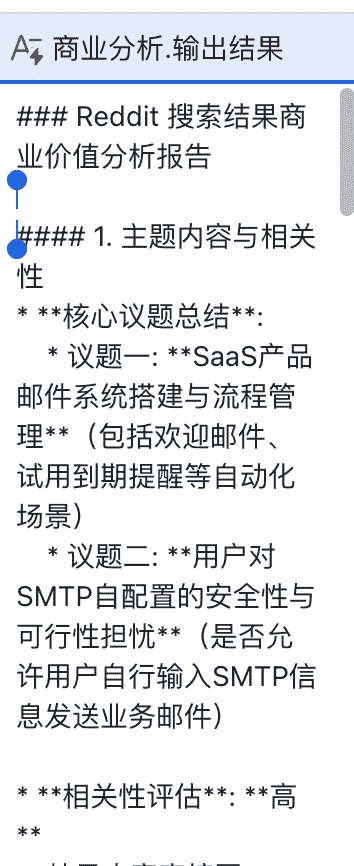 商业分析.输出结果
### Reddit 搜索结果商
业价值分析报告
#### 1. 主题内容与相关
性
* **核心议题总结**:
* 议题一: **SaaS产品
邮件系统搭建与流程管
理**（包括欢迎邮件、
试用到期提醒等自动化
场景）
* 议题二: **用户对
SMTP自配置的安全性与
可行性担忧**（是否允
许用户自行输入SMTP信
息发送业务邮件）
* **相关性评估**: **高
**